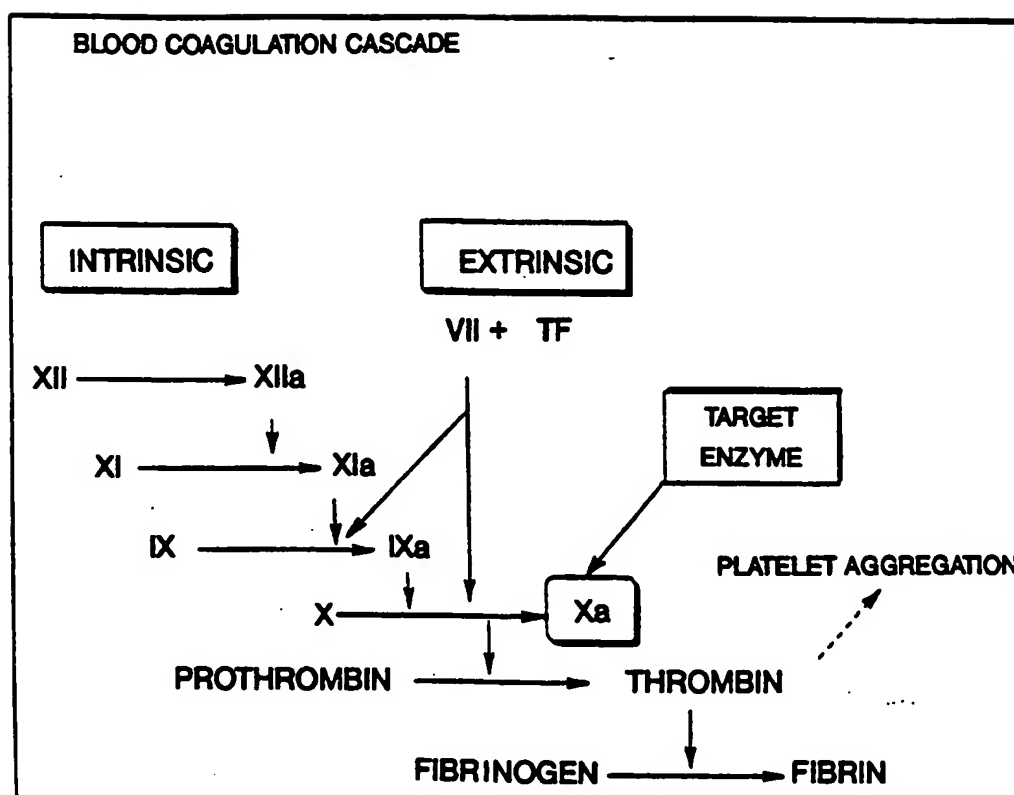 BLOOD COAGULATION CASCADE
INTRINSIC
EXTRINSIC
VII + TF
XII XIIa
TARGET
ENZYME
XI XIa
IX IXa
PLATELET AGGREGATION
X Xa
PROTHROMBIN THROMBIN
FIBRINOGEN FIBRIN